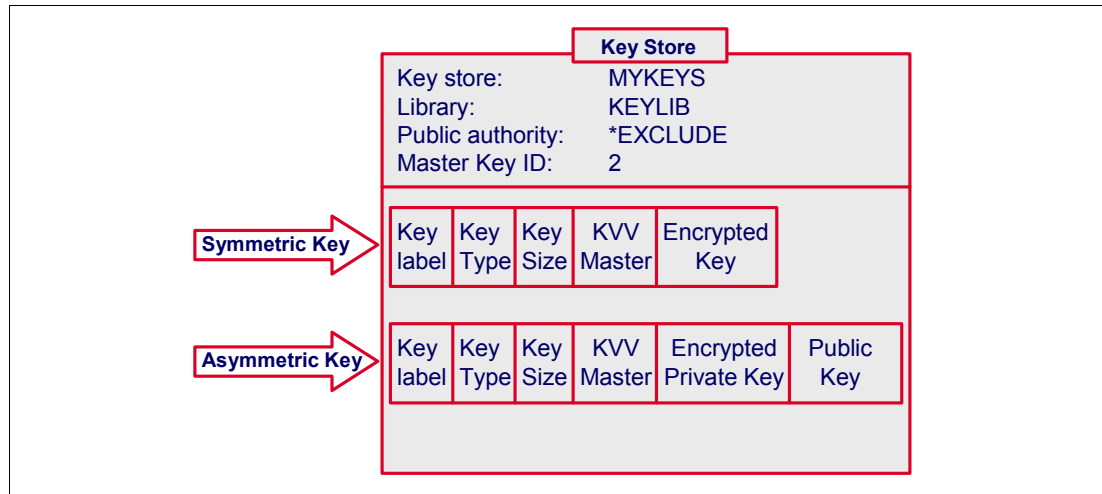 Key Store
Key store: MYKEYS
Library: KEYLIB
Public authority: *EXCLUDE
Master Key ID: 2
Symmetric Key
Key label
Key Type
Key Size
KVV Master
Encrypted Key
Asymmetric Key
Key label
Key Type
Key Size
KVV Master
Encrypted Private Key
Public Key